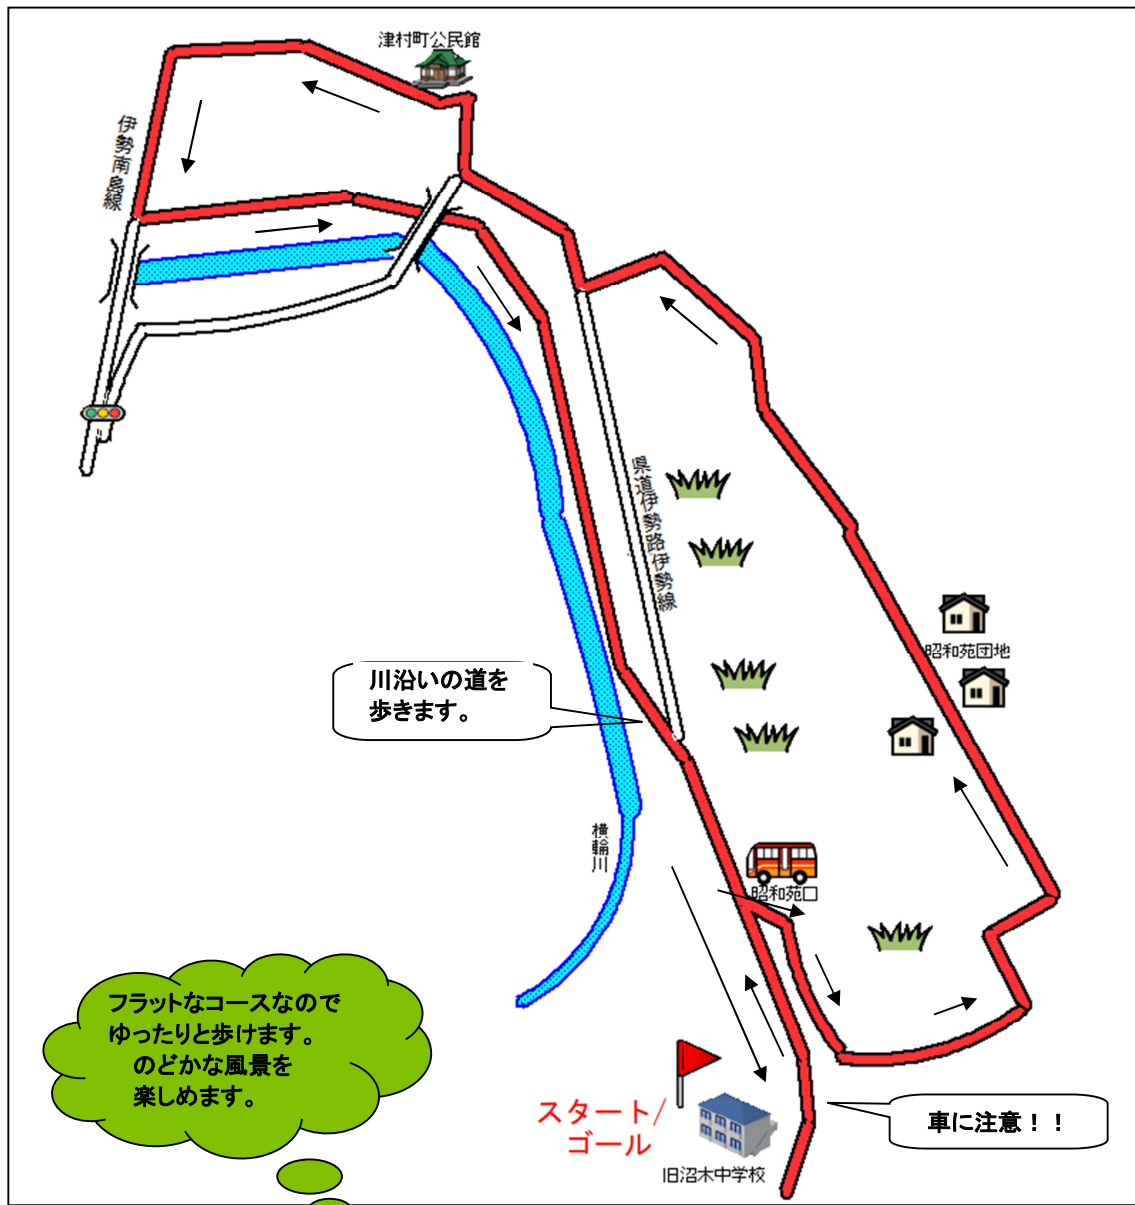 津村町公民館
伊勢南島線
県道伊勢路伊勢線
昭和苑団地
川沿いの道を
歩きます。
横輪川
昭和苑口
フラットなコースなので
ゆったりと歩けます。
のどかな風景を
楽しめます。
スタート/
ゴール
車に注意！！
旧沼木中学校